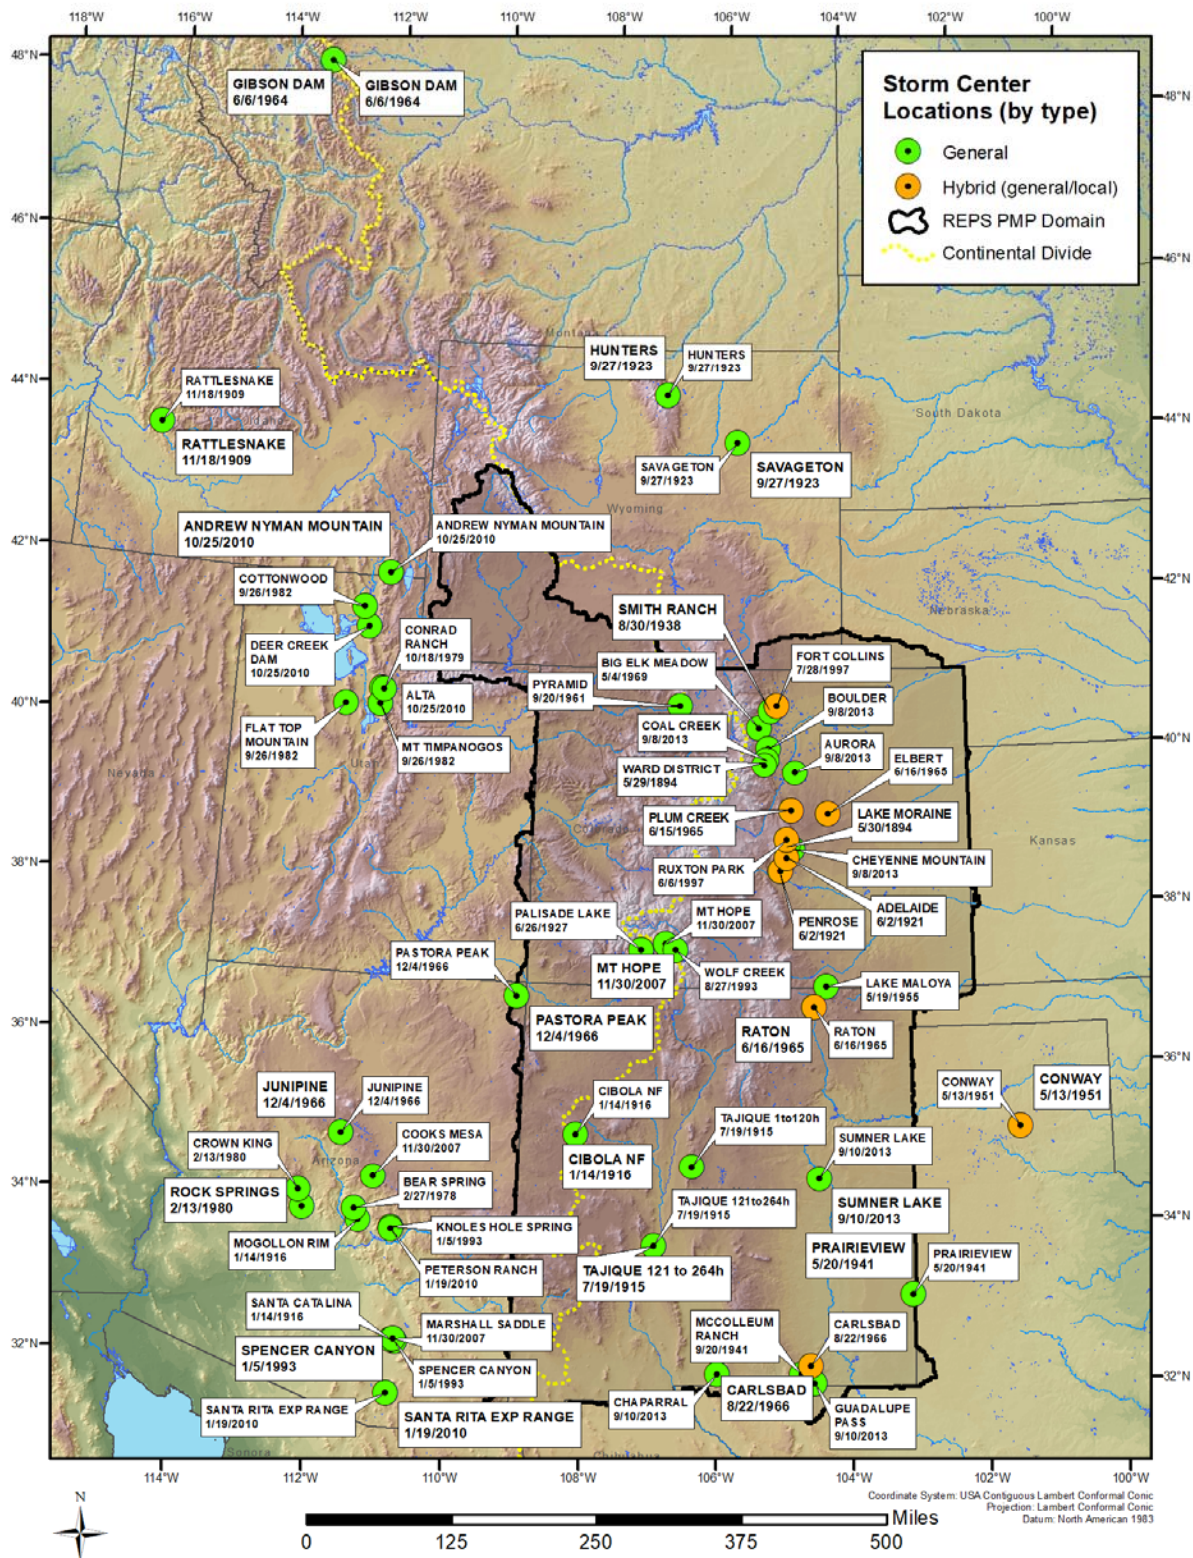 118°W 116°W 114°W 112°W 110°W 108°W 106°W 104°W 102°W 100°W
48°N
46°N
44°N
42°N
40°N
38°N
36°N
34°N
32°N
48°N
46°N
44°N
42°N
40°N
38°N
36°N
34°N
32°N
Storm Center
Locations (by type)
General
Hybrid (general/local)
REPS PMP Domain
Continental Divide
GIBSON DAM
6/6/1964
GIBSON DAM
6/6/1964
Montana
HUNTERS
9/27/1923
HUNTERS
9/27/1923
RATTLESNAKE
11/18/1909
Idaho
RATTLESNAKE
11/18/1909
South Dakota
SAVAGETON
9/27/1923
SAVAGETON
9/27/1923
Wyoming
ANDREW NYMAN MOUNTAIN
10/25/2010
ANDREW NYMAN MOUNTAIN
10/25/2010
COTTONWOOD
9/26/1982
Nebraska
SMITH RANCH
8/30/1938
DEER CREEK
DAM
10/25/2010
CONRAD
RANCH
10/18/1979
BIG ELK MEADOW
5/4/1969
FORT COLLINS
7/28/1997
PYRAMID
9/20/1961
ALTA
10/25/2010
BOULDER
9/8/2013
COAL CREEK
9/8/2013
FLAT TOP
MOUNTAIN
9/26/1982
MT TIMPANOGOS
9/26/1982
AURORA
9/8/2013
ELBERT
6/16/1965
WARD DISTRICT
5/29/1894
Nevada
Utah
PLUM CREEK
6/15/1965
LAKE MORAINE
5/30/1894
Colorado
Kansas
RUXTON PARK
6/6/1997
CHEYENNE MOUNTAIN
9/8/2013
ADELAIDE
6/2/1921
PENROSE
6/2/1921
PALISADE LAKE
6/26/1927
MT HOPE
11/30/2007
PASTORA PEAK
12/4/1966
MT HOPE
11/30/2007
WOLF CREEK
8/27/1993
LAKE MALOYA
5/19/1955
PASTORA PEAK
12/4/1966
RATON
6/16/1965
RATON
6/16/1965
JUNIPINE
12/4/1966
JUNIPINE
12/4/1966
CIBOLA NF
1/14/1916
CONWAY
5/13/1951
CONWAY
5/13/1951
TAJIQUE 1to120h
7/19/1915
CROWN KING
2/13/1980
COOKS MESA
11/30/2007
Arizona
SUMNER LAKE
9/10/2013
CIBOLA NF
1/14/1916
BEAR SPRING
2/27/1978
ROCK SPRINGS
2/13/1980
TAJIQUE 121to264h
7/19/1915
SUMNER LAKE
9/10/2013
KNOLES HOLE SPRING
1/5/1993
MOGOLLON RIM
1/14/1916
PRAIRIEVIEW
5/20/1941
PRAIRIEVIEW
5/20/1941
PETERSON RANCH
1/19/2010
TAJIQUE 121 to 264h
7/19/1915
SANTA CATALINA
1/14/1916
MARSHALL SADDLE
11/30/2007
MCCOLLEUM
RANCH
9/20/1941
CARLSBAD
8/22/1966
SPENCER CANYON
1/5/1993
SPENCER CANYON
1/5/1993
CARLSBAD
8/22/1966
CHAPARRAL
9/10/2013
SANTA RITA EXP RANGE
1/19/2010
SANTA RITA EXP RANGE
1/19/2010
GUADALUPE
PASS
9/10/2013
Sonora
Chihuahua
114°W 112°W 110°W 108°W 106°W 104°W 102°W 100°W
Coordinate System: USA Contiguous Lambert Conformal Conic
Projection: Lambert Conformal Conic
Datum: North American 1983
N
Miles
0 125 250 375 500